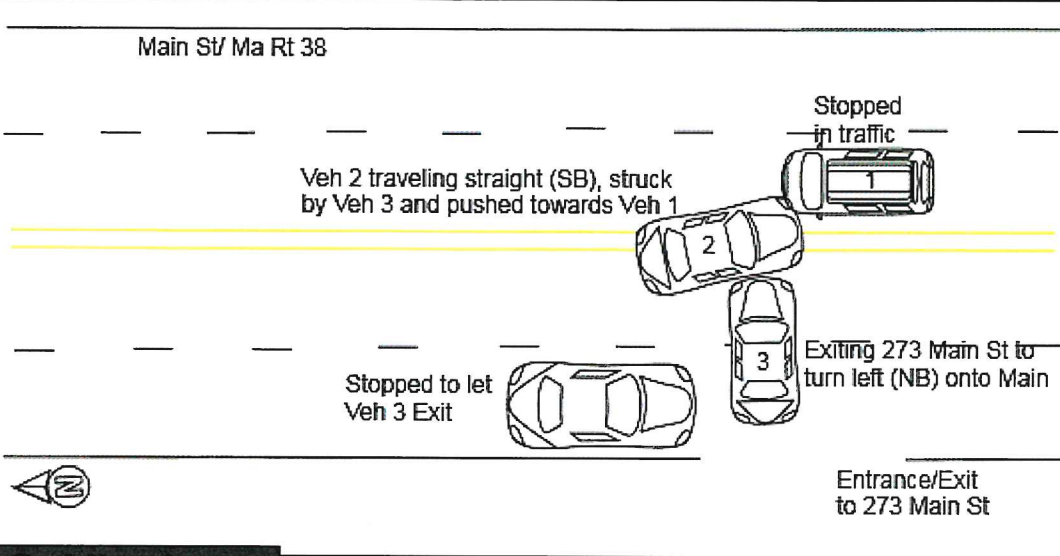 Main St/ Ma Rt 38
Stopped
in traffic
Veh 2 traveling straight (SB), struck
by Veh 3 and pushed towards Veh 1
1
2
3
Exiting 273 Main St to
turn left (NB) onto Main
Stopped to let
Veh 3 Exit
N
Entrance/Exit
to 273 Main St